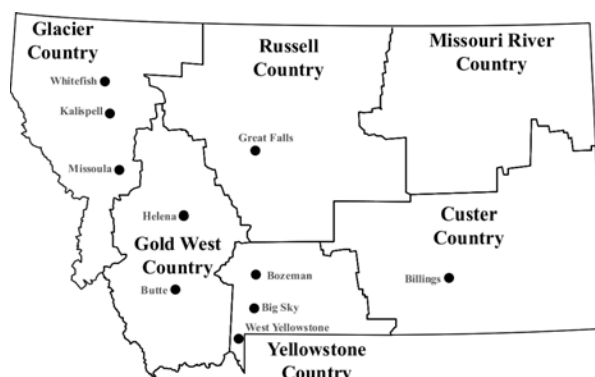 Glacier
Country
Russell
Country
Missouri River
Country
Whitefish
Kalispell
Great Falls
Missoula
Helena
Custer
Country
Gold West
Country
Bozeman
Billings
Butte
Big Sky
West Yellowstone
Yellowstone
Country